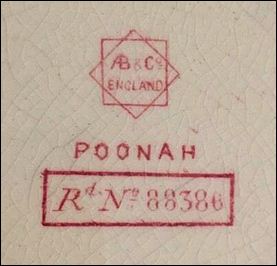 AB & Co
ENGLAND
POONAH
Rd. No. 88386